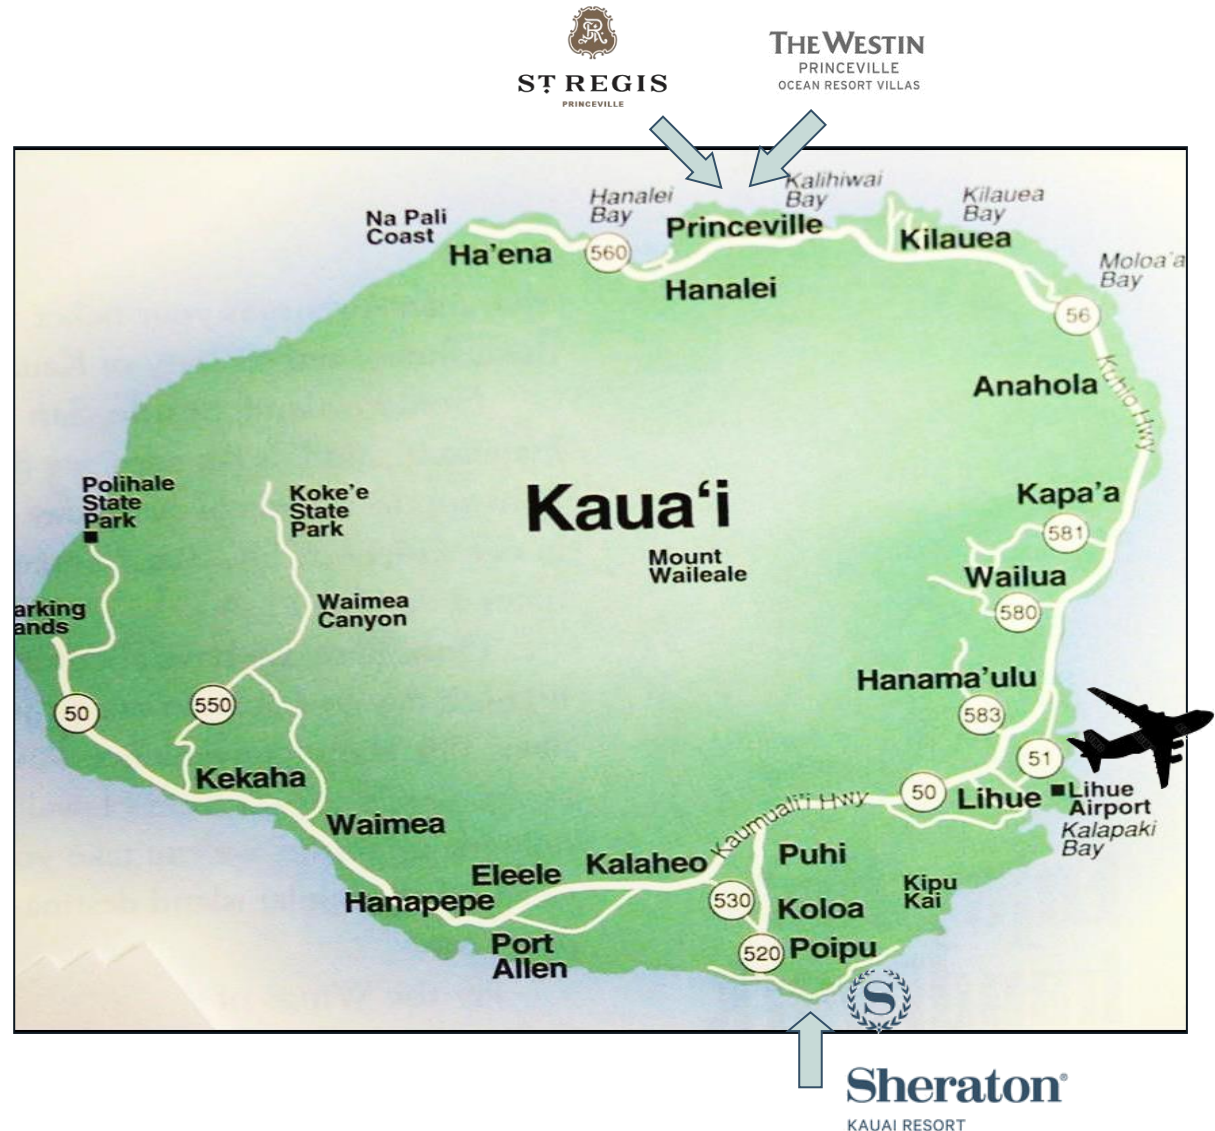 ST REGIS
PRINCEVILLE
THE WESTIN
PRINCEVILLE
OCEAN RESORT VILLAS
Na Pali
Coast
Hanalei
Bay
Kalihiwai
Bay
Kilauea
Bay
Ha'ena
560
Princeville
Kilauea
Hanalei
Moloa'a
Bay
56
Kuhio Hwy
Anahola
Polihale
State
Park
Koke'e
State
Park
Kaua‘i
Mount
Waileale
Kapa'a
581
Wailua
580
arking
ands
Waimea
Canyon
Hanama'ulu
583
50
550
51
Kekaha
Kaumuali'i Hwy
50
Lihue
Lihue
Airport
Kalapaki
Bay
Waimea
Puhi
Eleele
Kalaheo
Hanapepe
530
Koloa
Kipu
Kai
Port
Allen
520
Poipu
S
Sheraton®
KAUAI RESORT